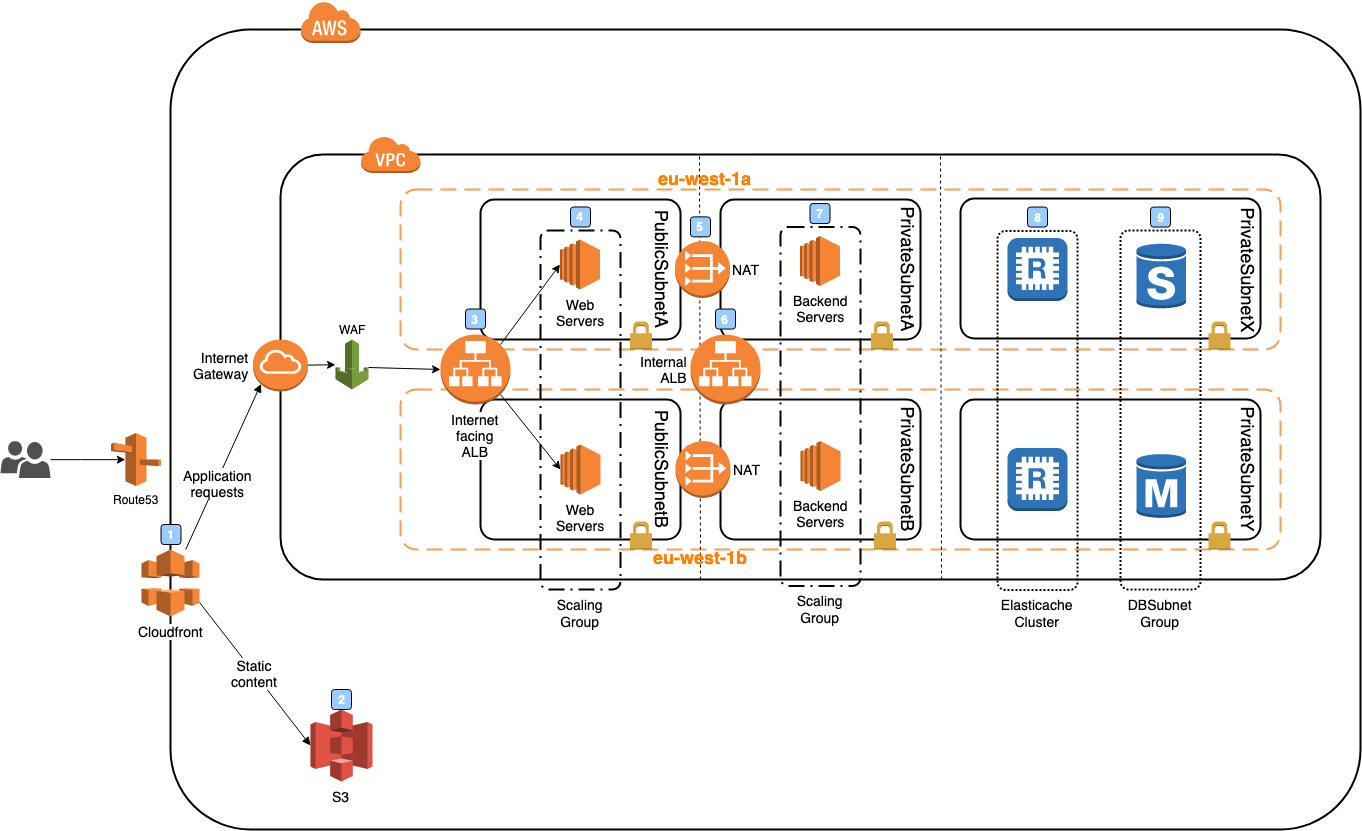 AWS
VPC
eu-west-1a
4
5
7
8
9
PublicSubnetA
PrivateSubnetA
PrivateSubnetX
R
S
NAT
Web
Servers
Backend
Servers
3
6
WAF
Internet
Gateway
Internal
ALB
Internet
facing
ALB
PublicSubnetB
PrivateSubnetB
PrivateSubnetY
R
M
NAT
Web
Servers
Backend
Servers
eu-west-1b
Application
requests
Route53
1
Cloudfront
Scaling
Group
Scaling
Group
Elasticache
Cluster
DBSubnet
Group
Static
content
2
S3